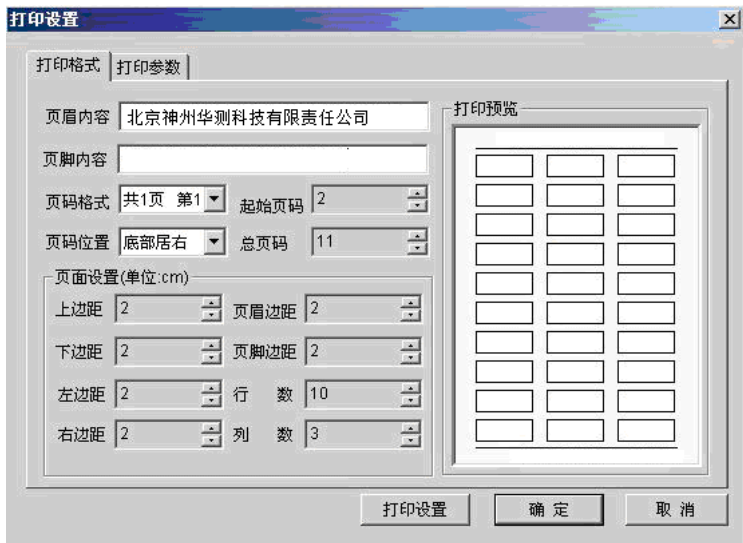 打印设置
打印格式 打印参数
页眉内容 北京神州华测科技有限责任公司
页脚内容
页码格式 共1页 第1 起始页码 2
页码位置 底部居右 总页码 11
页面设置(单位:cm)
上边距 2 页眉边距 2
下边距 2 页脚边距 2
左边距 2 行 数 10
右边距 2 列 数 3
打印预览
打印设置 确 定 取 消